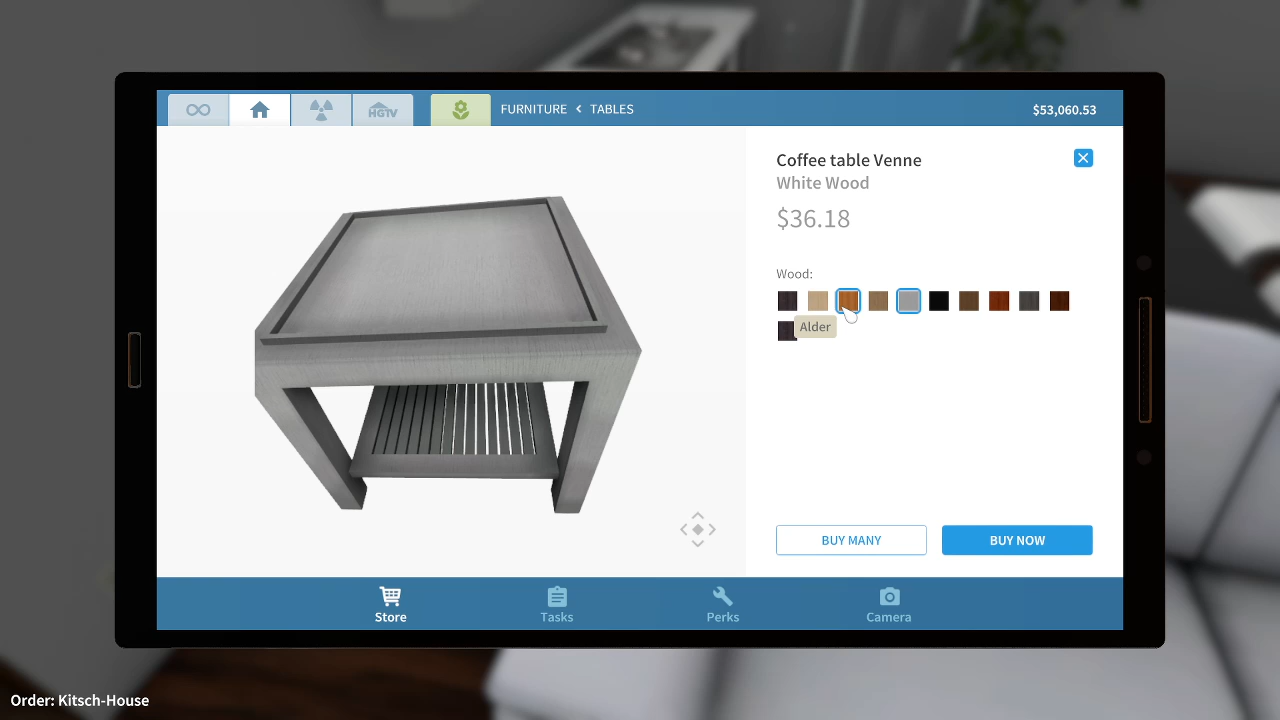 HGTV
FURNITURE < TABLES
$53,060.53
Coffee table Venne
White Wood
$36.18
Wood:
Alder
BUY MANY
BUY NOW
Store
Tasks
Perks
Camera
Order: Kitsch-House